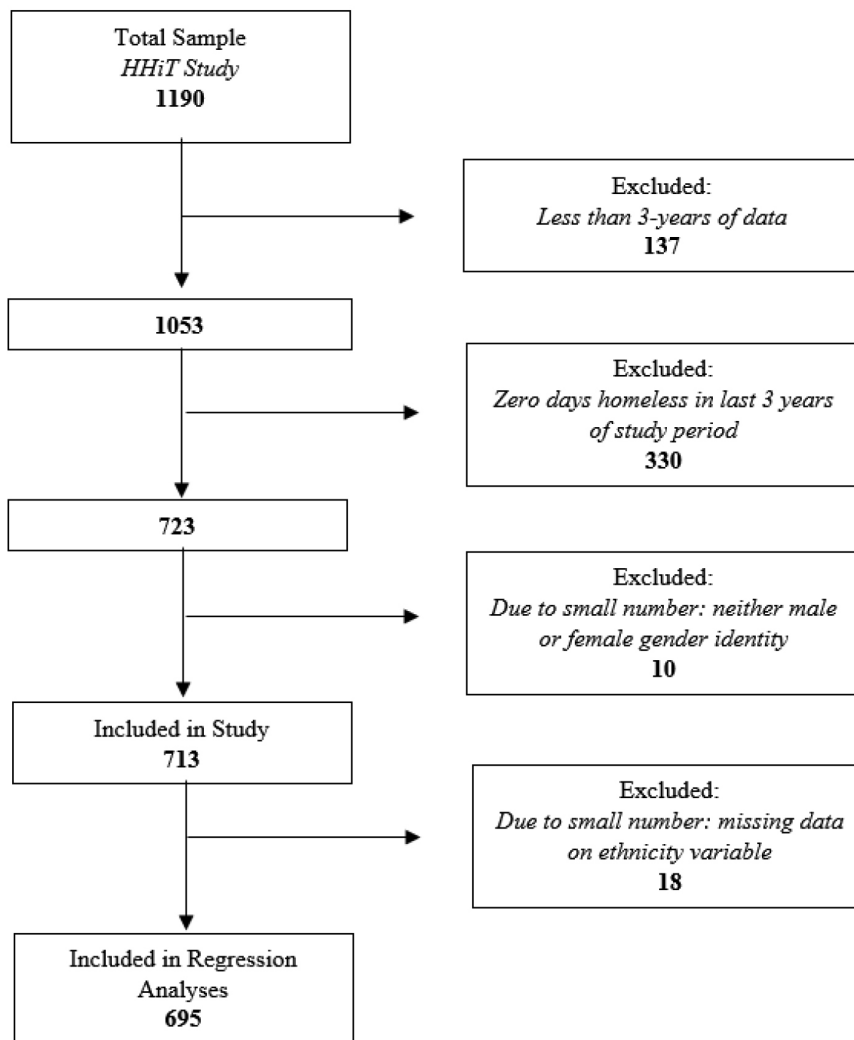 Total Sample
HHiT Study
1190
Excluded:
Less than 3-years of data
137
1053
Excluded:
Zero days homeless in last 3 years
of study period
330
723
Excluded:
Due to small number: neither male
or female gender identity
10
Included in Study
713
Excluded:
Due to small number: missing data
on ethnicity variable
18
Included in Regression
Analyses
695